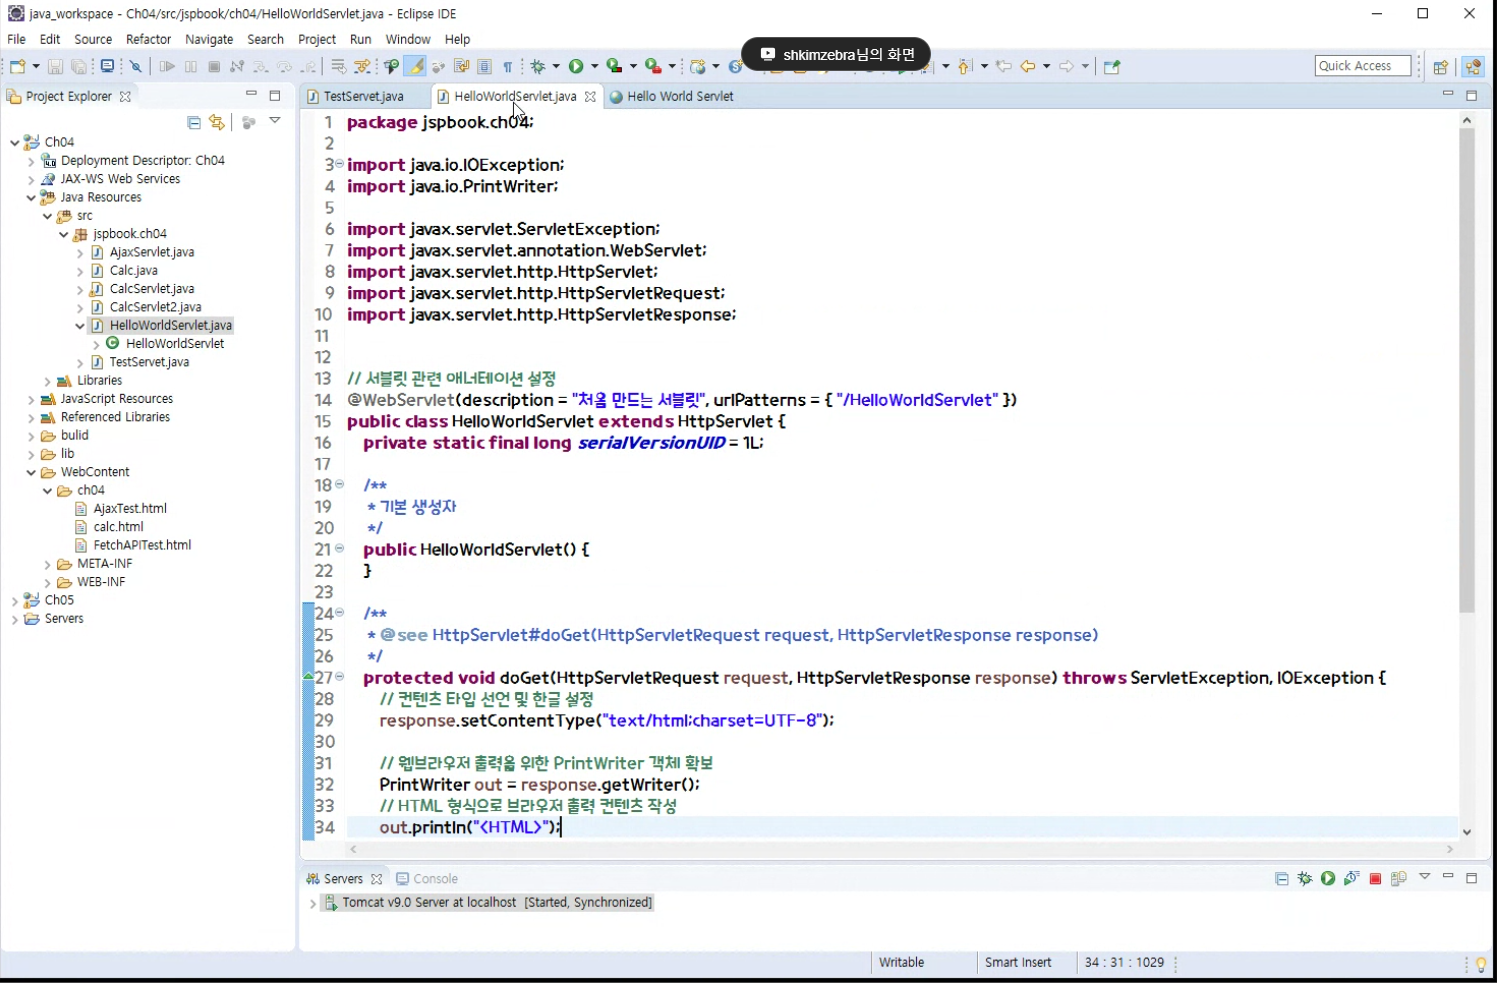 java_workspace - Ch04/src/jspbook/ch04/HelloWorldServlet.java - Eclipse IDE
File Edit Source Refactor Navigate Search Project Run Window Help
shkimzebra님의 화면
Quick Access
Project Explorer
TestServet.java HelloWorldServlet.java Hello World Servlet
Ch04
Deployment Descriptor: Ch04
JAX-WS Web Services
Java Resources
src
jspbook.ch04
AjaxServlet.java
Calc.java
CalcServlet.java
CalcServlet2.java
HelloWorldServlet.java
HelloWorldServlet
TestServet.java
Libraries
JavaScript Resources
Referenced Libraries
bulid
lib
WebContent
ch04
AjaxTest.html
calc.html
FetchAPITest.html
META-INF
WEB-INF
Ch05
Servers
1 package jspbook.ch04;
2
3 import java.io.IOException;
4 import java.io.PrintWriter;
5
6 import javax.servlet.ServletException;
7 import javax.servlet.annotation.WebServlet;
8 import javax.servlet.http.HttpServlet;
9 import javax.servlet.http.HttpServletRequest;
10 import javax.servlet.http.HttpServletResponse;
11
12
13 // 서블릿 관련 애너테이션 설정
14 @WebServlet(description = "처음 만드는 서블릿", urlPatterns = { "/HelloWorldServlet" })
15 public class HelloWorldServlet extends HttpServlet {
16 private static final long serialVersionUID = 1L;
17
18 /**
19 * 기본 생성자
20 */
21 public HelloWorldServlet() {
22 }
23
24 /**
25 * @see HttpServlet#doGet(HttpServletRequest request, HttpServletResponse response)
26 */
27 protected void doGet(HttpServletRequest request, HttpServletResponse response) throws ServletException, IOException {
28 // 컨텐츠 타입 선언 및 한글 설정
29 response.setContentType("text/html;charset=UTF-8");
30
31 // 웹브라우저 출력을 위한 PrintWriter 객체 확보
32 PrintWriter out = response.getWriter();
33 // HTML 형식으로 브라우저 출력 컨텐츠 작성
34 out.println("<HTML>");
Servers Console
Tomcat v9.0 Server at localhost [Started, Synchronized]
Writable Smart Insert 34 : 31 : 1029